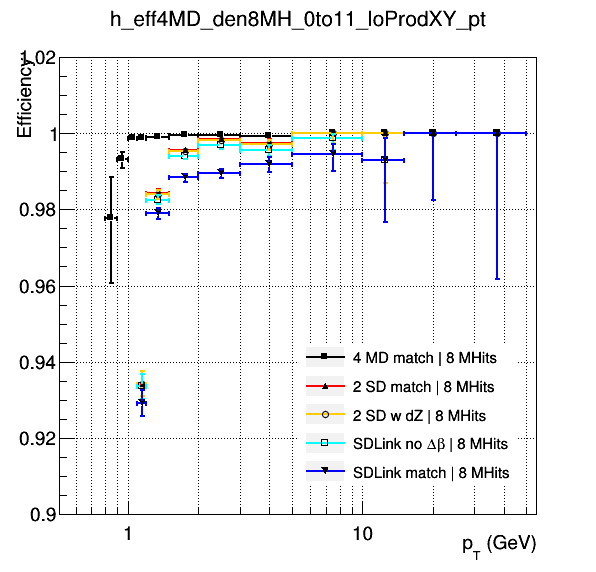 h_eff4MD_den8MH_0to11_loProdXY_pt
Efficiency
1.02
1
0.98
0.96
0.94
0.92
0.9
4 MD match | 8 MHits
2 SD match | 8 MHits
2 SD w dZ | 8 MHits
SDLink no Δβ | 8 MHits
SDLink match | 8 MHits
1
10
p_T (GeV)